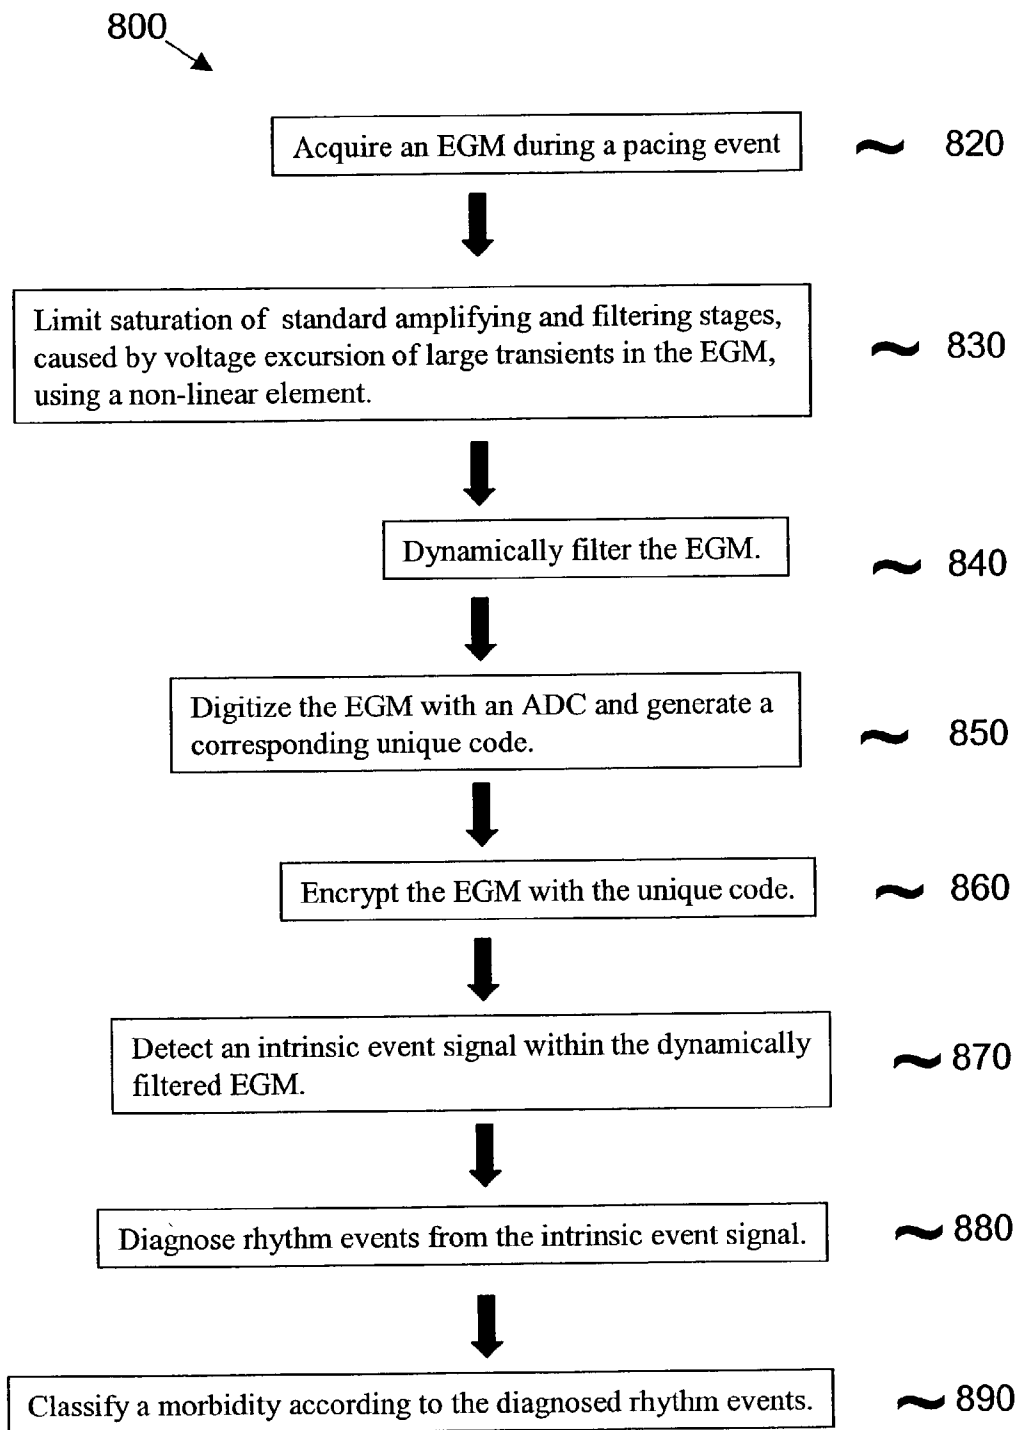 800
Acquire an EGM during a pacing event
820
Limit saturation of standard amplifying and filtering stages,
caused by voltage excursion of large transients in the EGM,
using a non-linear element.
830
Dynamically filter the EGM.
840
Digitize the EGM with an ADC and generate a
corresponding unique code.
850
Encrypt the EGM with the unique code.
860
Detect an intrinsic event signal within the dynamically
filtered EGM.
870
Diagnose rhythm events from the intrinsic event signal.
880
Classify a morbidity according to the diagnosed rhythm events.
890